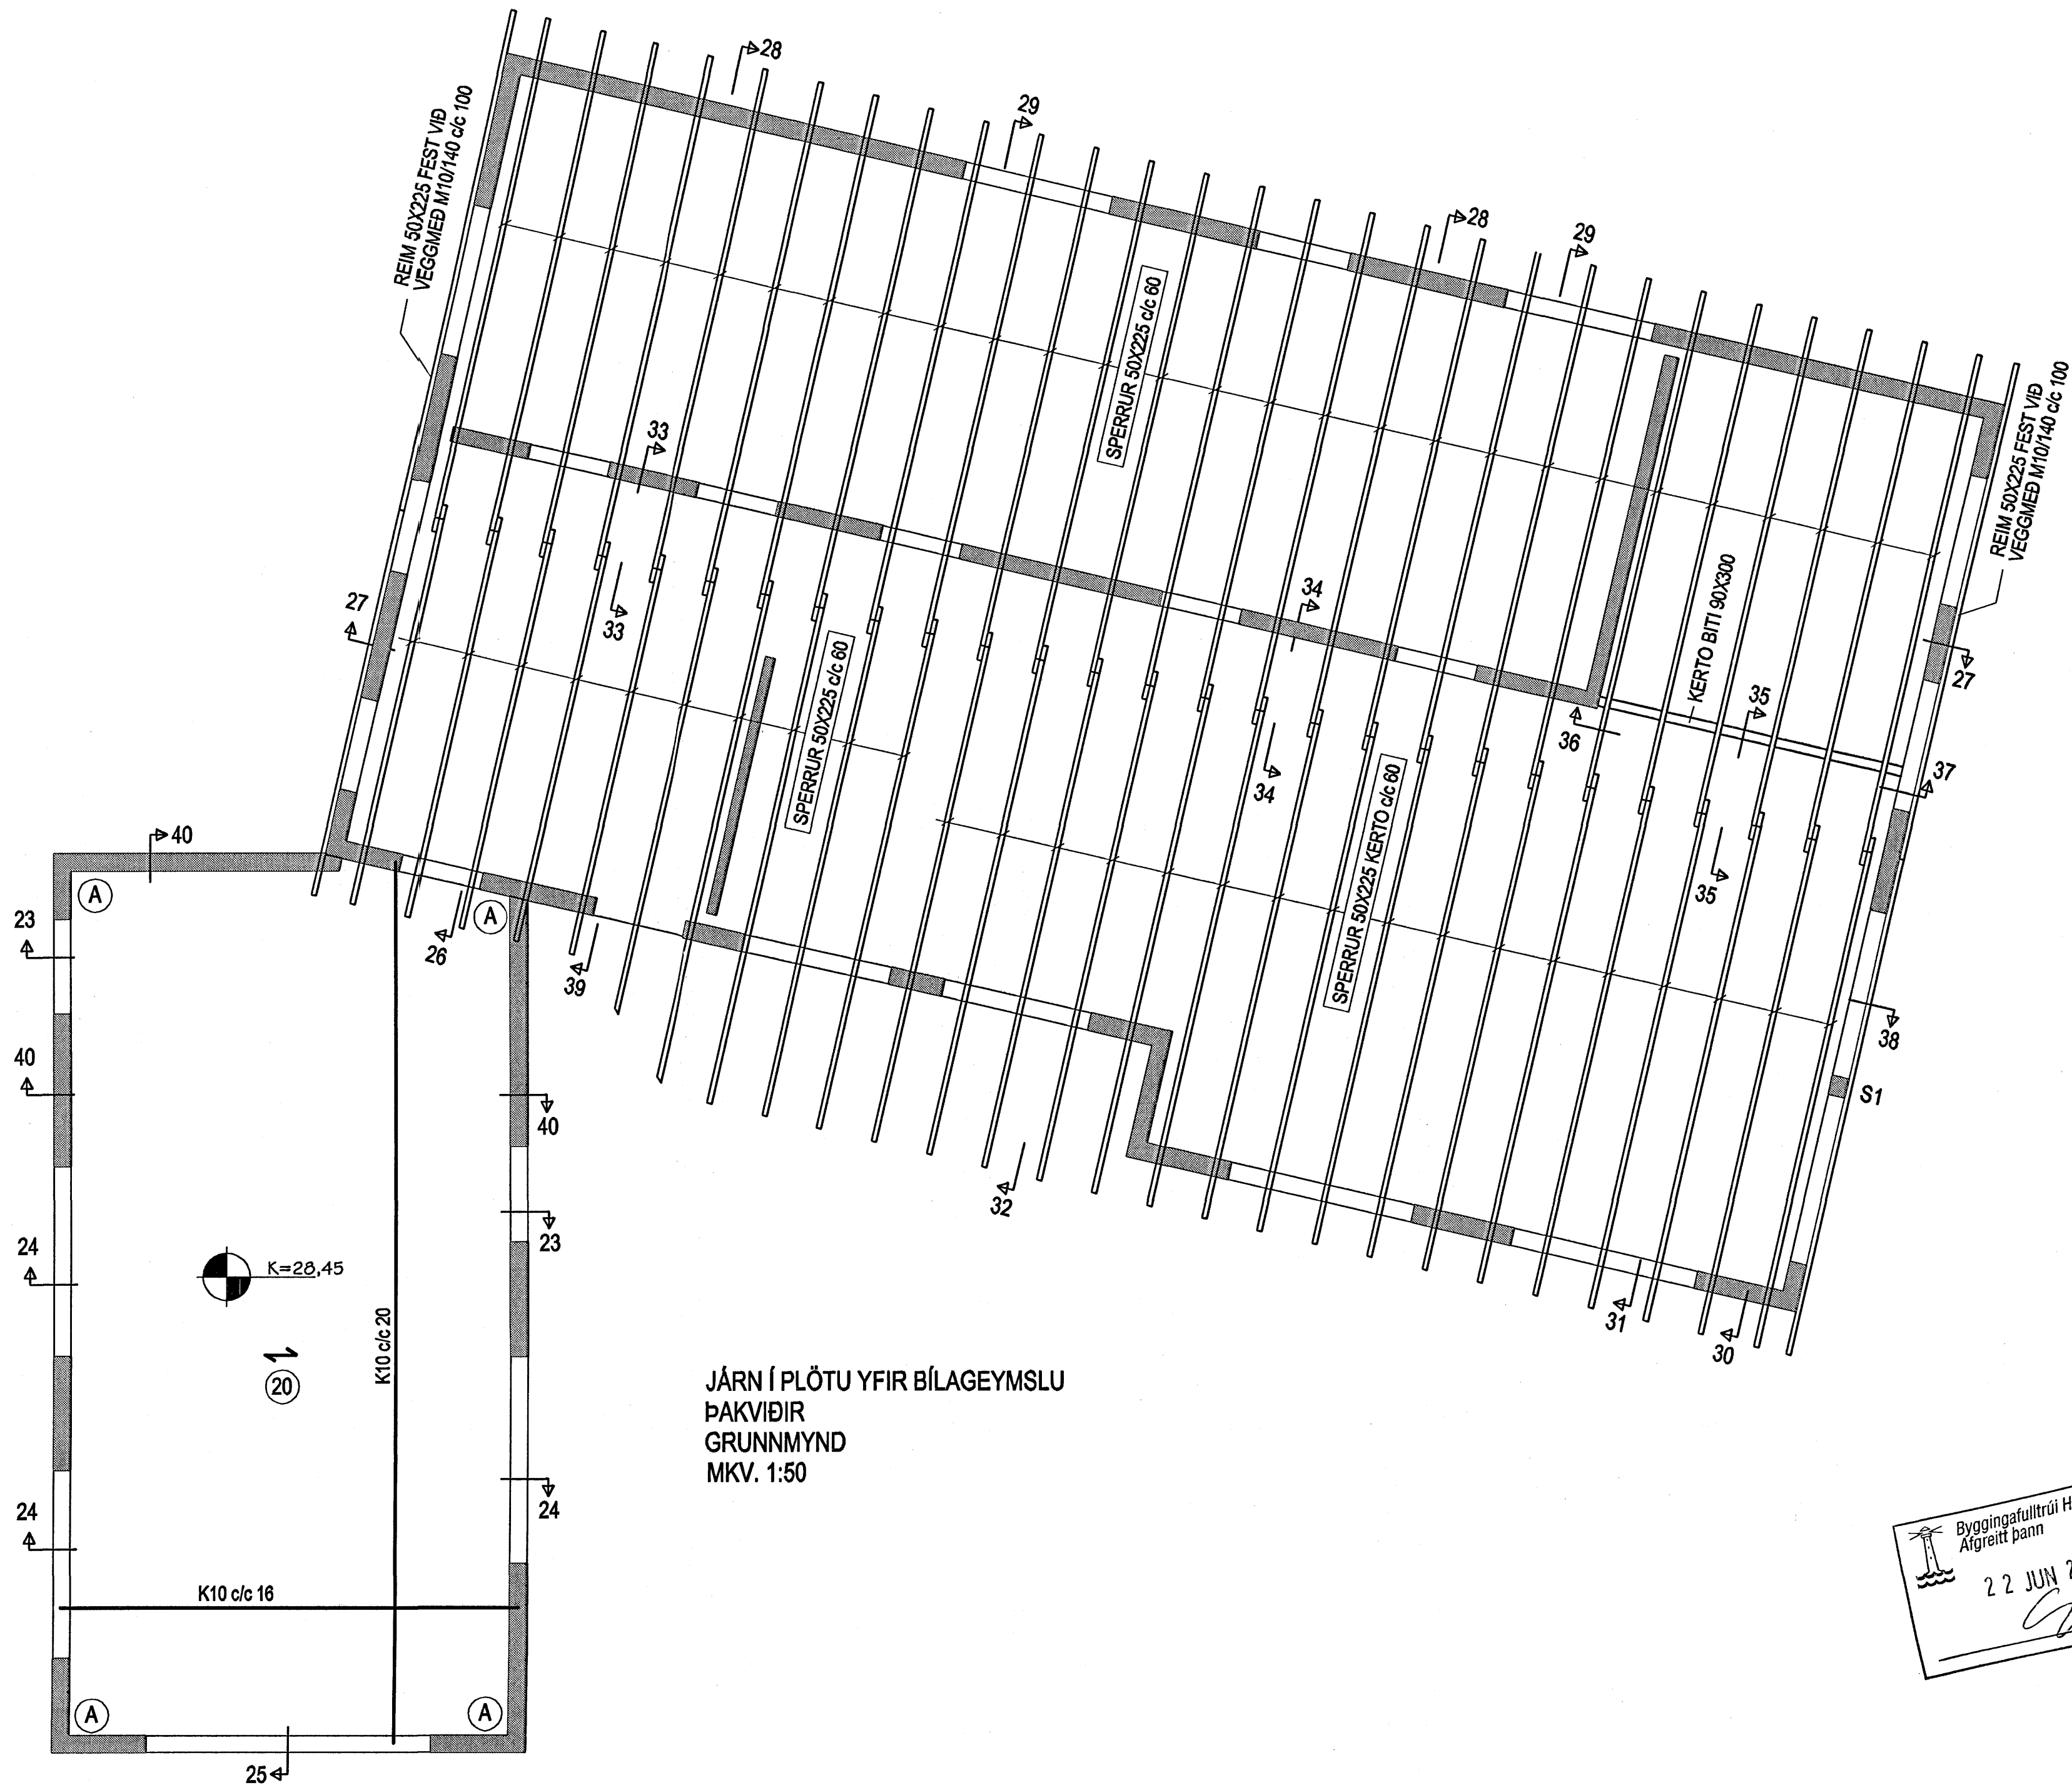 28
29
REIM 50X225 FEST VIÐ
VEGGMEÐ M10/140 c/c 100
28
29
SPERRUR 50X225 c/c 60
REIM 50X225 FEST VIÐ
VEGGMEÐ M10/140 c/c 100
33
27
33
34
KERTO BITI 90X300
27
SPERRUR 50X225 c/c 60
35
36
37
34
SPERRUR 50X225 KERTO c/c 60
40
A
A
35
23
26
39
38
40
S1
40
32
23
24
K=28,45
K10 c/c 20
20
31
30
JÁRN Í PLÖTU YFIR BÍLAGEYMSLU
ÞAKVIÐIR
GRUNNMYND
MKV. 1:50
24
24
K10 c/c 16
Byggingafulltrúi H
Afgreitt þann
22 JUN 2
A
A
25